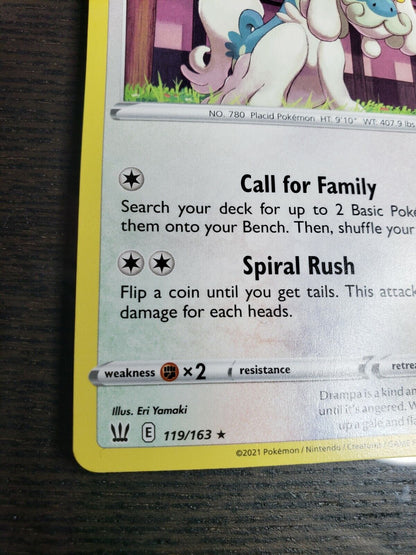 NO. 780 Placid Pokémon. HT: 9'10" WT: 407.9 lbs
Call for Family
Search your deck for up to 2 Basic
them onto your Bench. Then, shuffle your
Spiral Rush
Flip a coin until you get tails. This
damage for each heads.
weakness ×2 resistance
Drampa is a kind
until it's angered.
up a gale and
Illus. Eri Yamaki
E 119/163 ★
©2021 Pokémon / Nintendo / Creatures / GAME